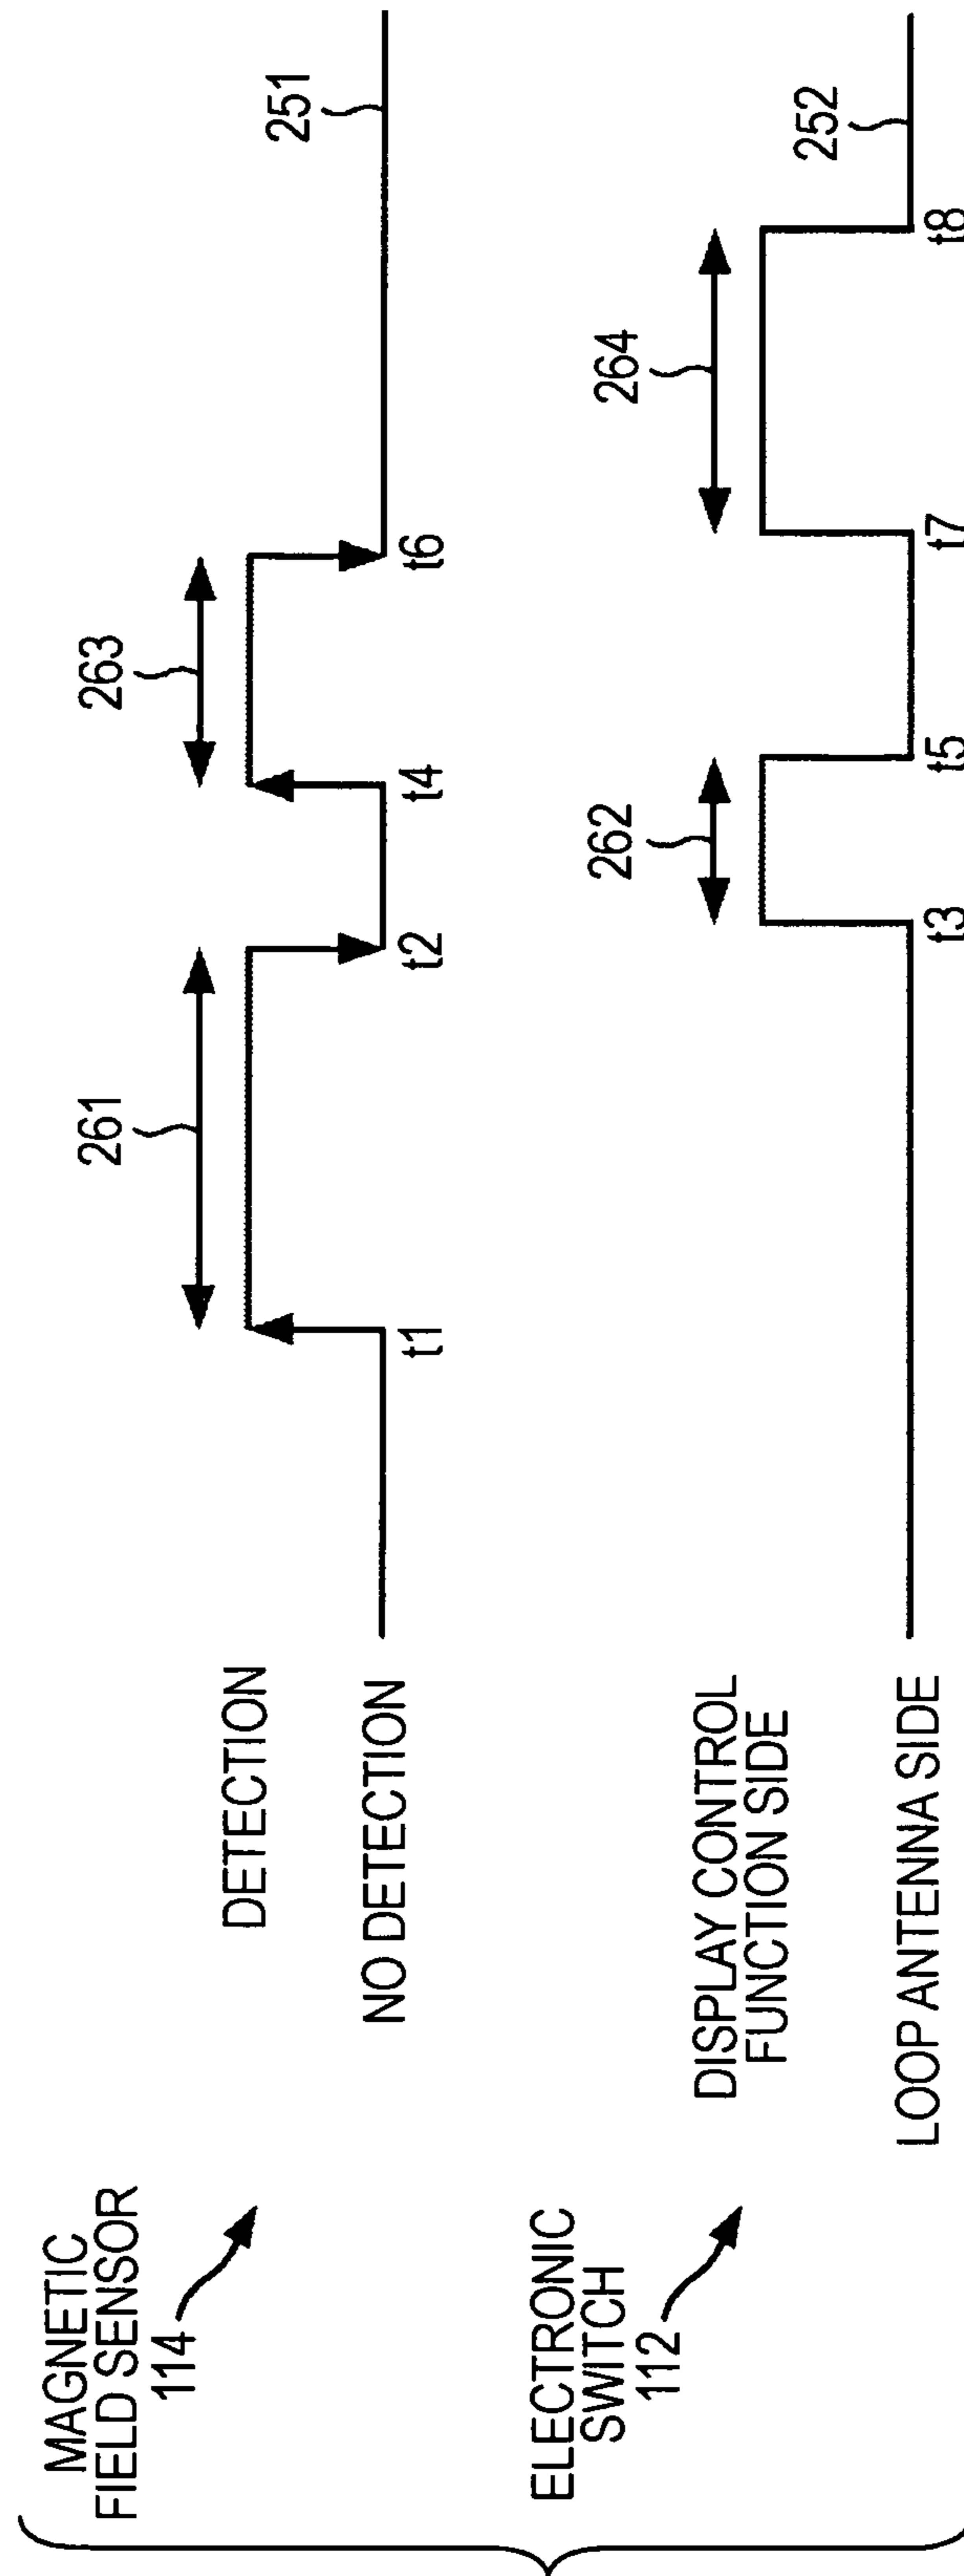 MAGNETIC
FIELD SENSOR
114
DETECTION
NO DETECTION
261
263
251
t1
t2
t4
t6
ELECTRONIC
SWITCH
112
DISPLAY CONTROL
FUNCTION SIDE
LOOP ANTENNA SIDE
262
264
252
t3
t5
t7
t8